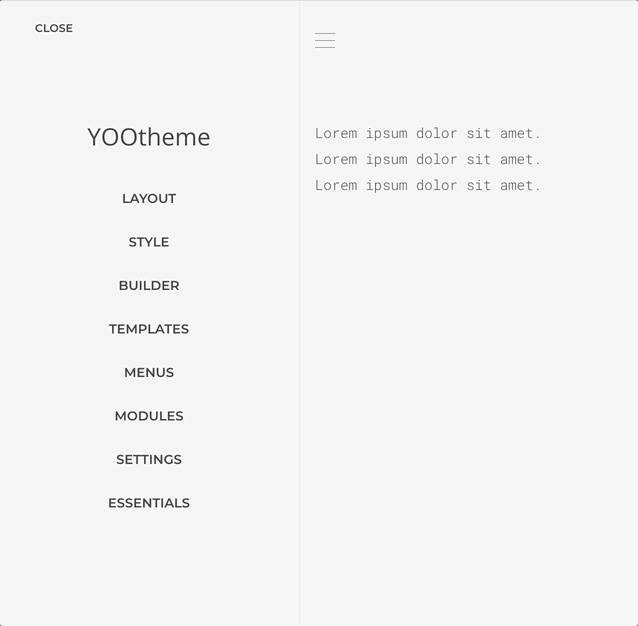 CLOSE
YOOtheme
LAYOUT
STYLE
BUILDER
TEMPLATES
MENUS
MODULES
SETTINGS
ESSENTIALS
Lorem ipsum dolor sit amet.
Lorem ipsum dolor sit amet.
Lorem ipsum dolor sit amet.